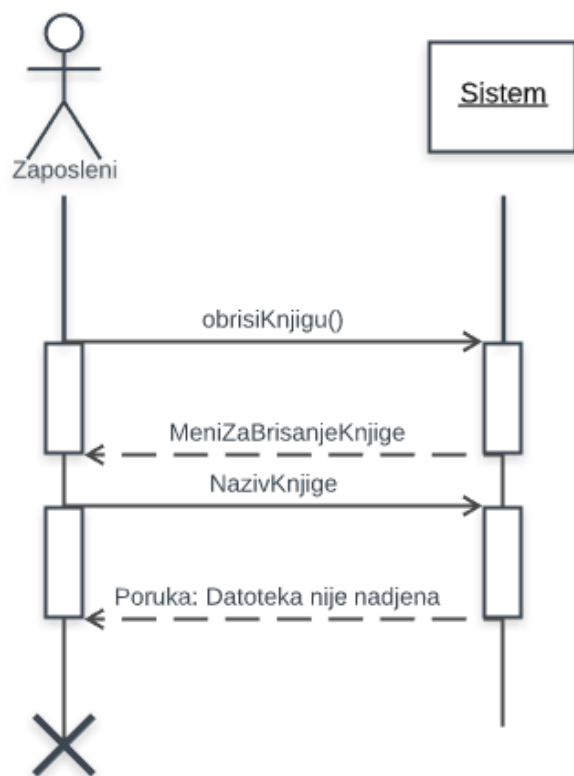 Zaposleni
Sistem
obrisiKnjigu()
MeniZaBrisanjeKnjige
NazivKnjige
Poruka: Datoteka nije nadjena